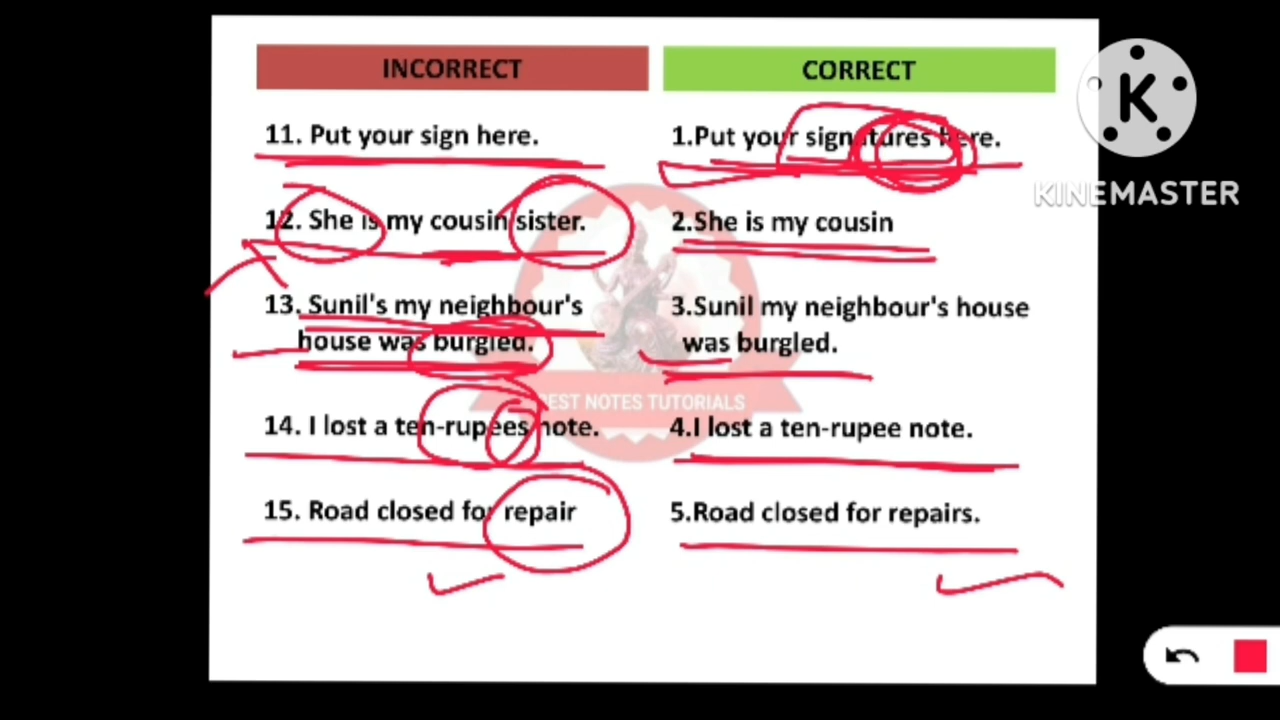 INCORRECT
CORRECT
11. Put your sign here.
1.Put your signatures here.
12. She is my cousin sister.
2.She is my cousin
13. Sunil's my neighbour's
house was burgled.
3.Sunil my neighbour's house
was burgled.
14. I lost a ten-rupees note.
4.I lost a ten-rupee note.
15. Road closed for repair
5.Road closed for repairs.
BEST NOTES TUTORIALS
K
KINEMASTER